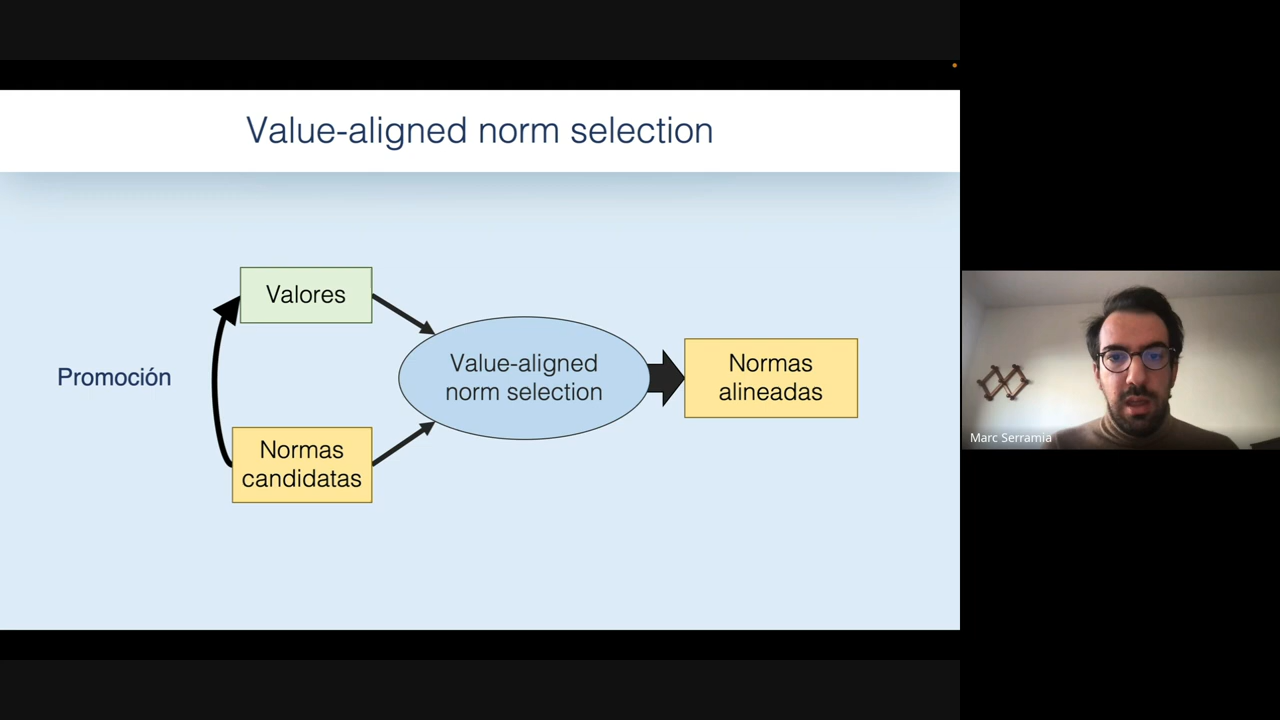 Value-aligned norm selection
Valores
Promoción
Normas
candidatas
Value-aligned
norm selection
Normas
alineadas
Marc Serramia